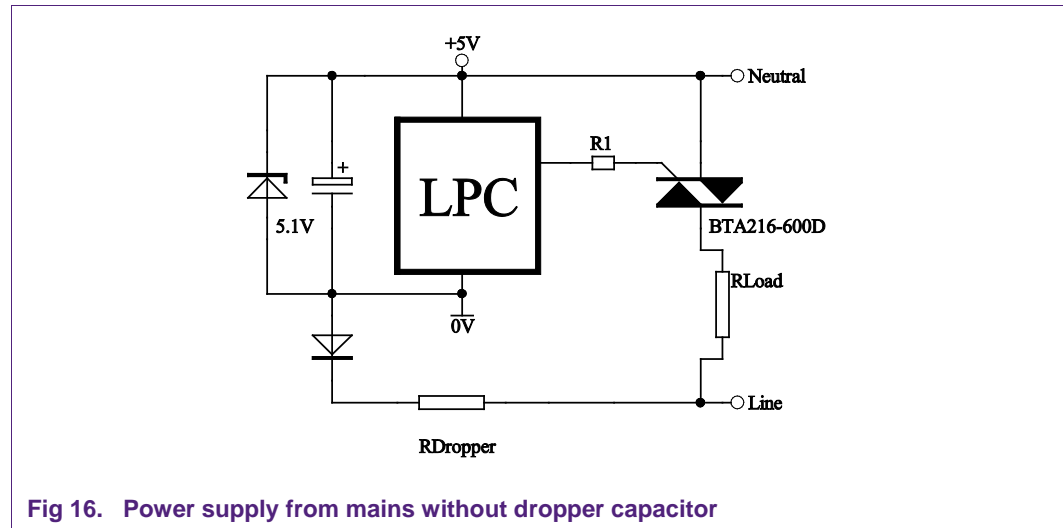 +5V
Neutral
R1
+
LPC
5.1V
BTA216-600D
RLoad
0V
Line
RDropper
Fig 16. Power supply from mains without dropper capacitor